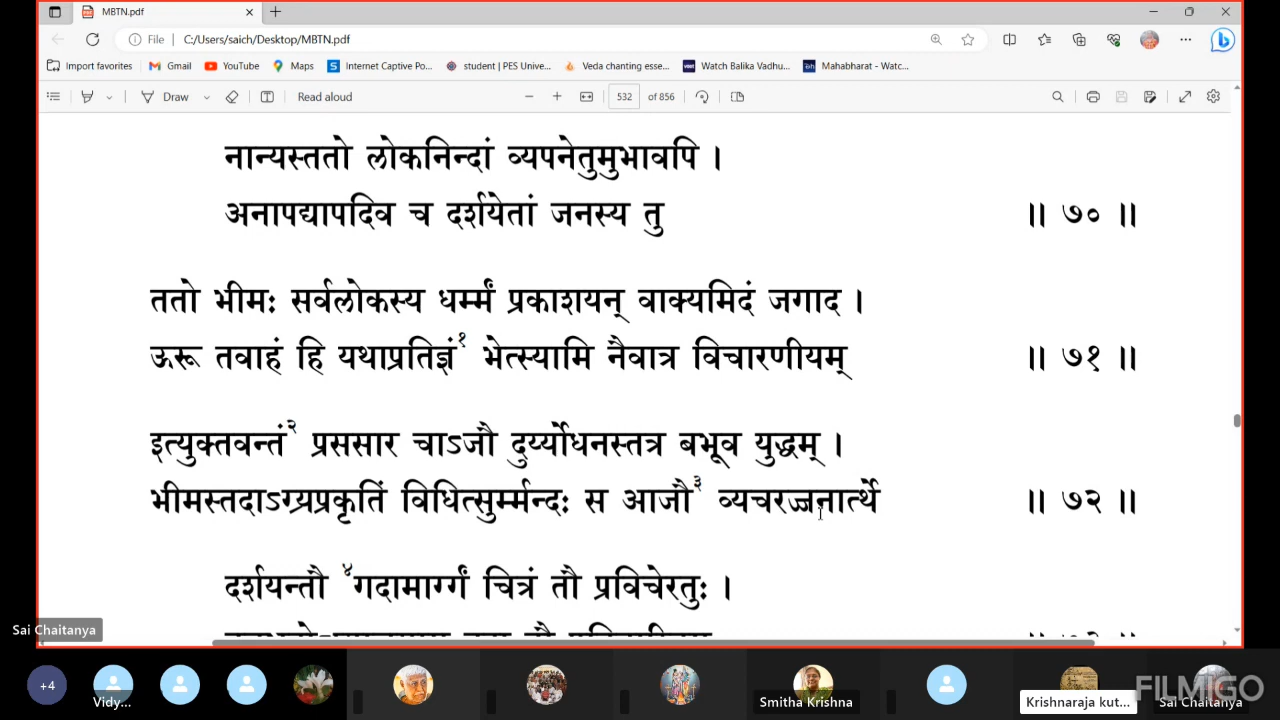 MBTN.pdf
File C:/Users/saich/Desktop/MBTN.pdf
Import favorites Gmail YouTube Maps Internet Captive Po... student | PES Unive... Veda chanting esse... Watch Balika Vadhu... Mahabharat - Watc...
Draw Read aloud 532 of 856
नान्यस्ततो लोकनिन्दां व्यपनेतुमुभावपि ।
अनापद्यापदिव च दर्शयेतां जनस्य तु ॥ ७० ॥
ततो भीमः सर्वलोकस्य धर्म्मं प्रकाशयन् वाक्यमिदं जगाद ।
ऊरू तवाहं हि यथाप्रतिज्ञं१ भेत्स्यामि नैवात्र विचारणीयम् ॥ ७१ ॥
इत्युक्तवन्तं२ प्रससार चाऽजौ दुर्य्योधनस्तत्र बभूव युद्धम् ।
भीमस्तदाऽग्र्यप्रकृतिं विधित्सुर्म्मन्दः स आजौ३ व्यचरज्जनार्त्थे ॥ ७२ ॥
दर्शयन्तौ ४गदामार्ग्गं चित्रं तौ प्रविचेरतुः ।
Sai Chaitanya
+4 Vidy... Smitha Krishna Krishnaraja kut... Sai Chaitanya
FILMIGO